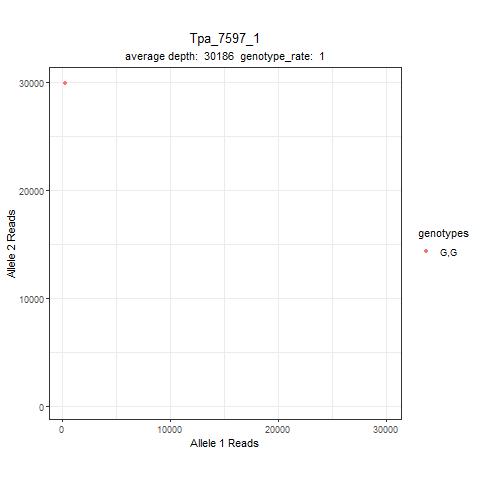 Tpa_7597_1
average depth: 30186 genotype_rate: 1
30000
20000
10000
0
Allele 2 Reads
0 10000 20000 30000
Allele 1 Reads
genotypes
G,G